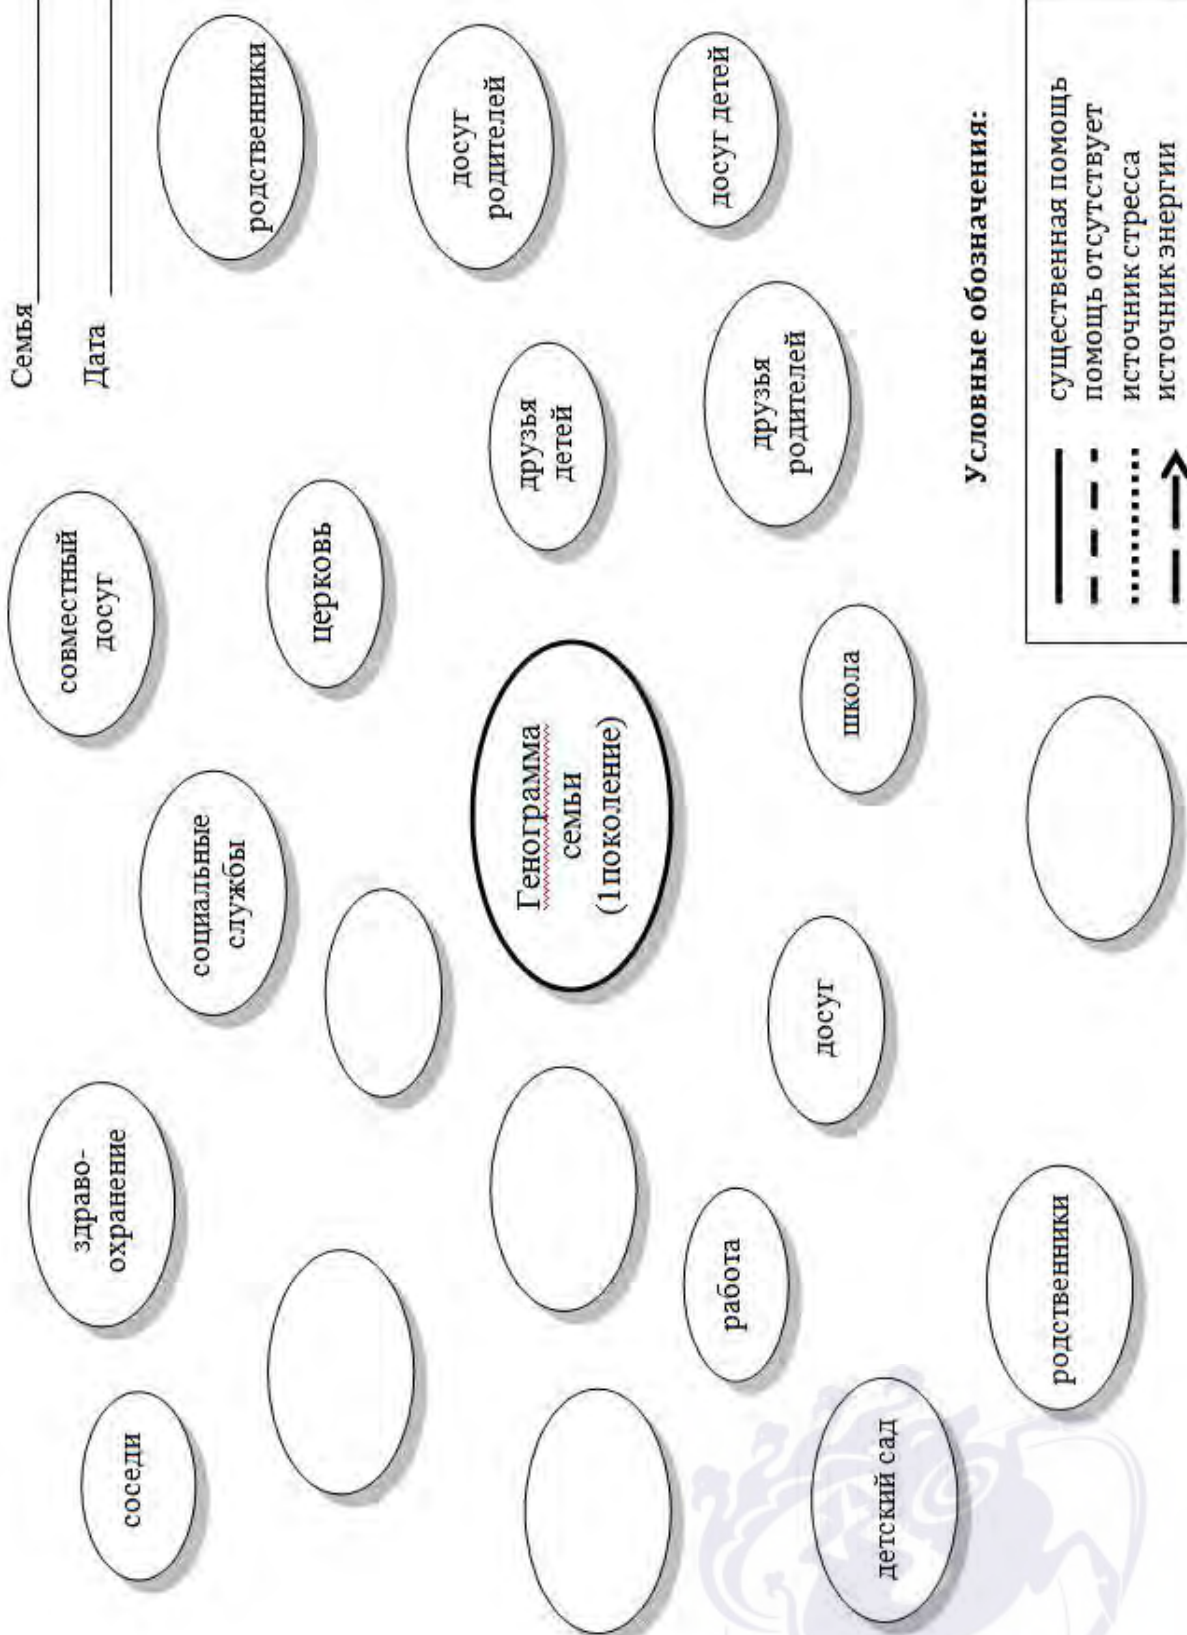 Семья
Дата
соседи
здраво-
охранение
социальные
службы
совместный
досуг
родственники
церковь
Генограмма
семьи
(1поколение)
друзья
детей
досуг
родителей
работа
досуг
школа
друзья
родителей
досуг детей
детский сад
родственники
Условные обозначения:
существенная помощь
помощь отсутствует
источник стресса
источник энергии